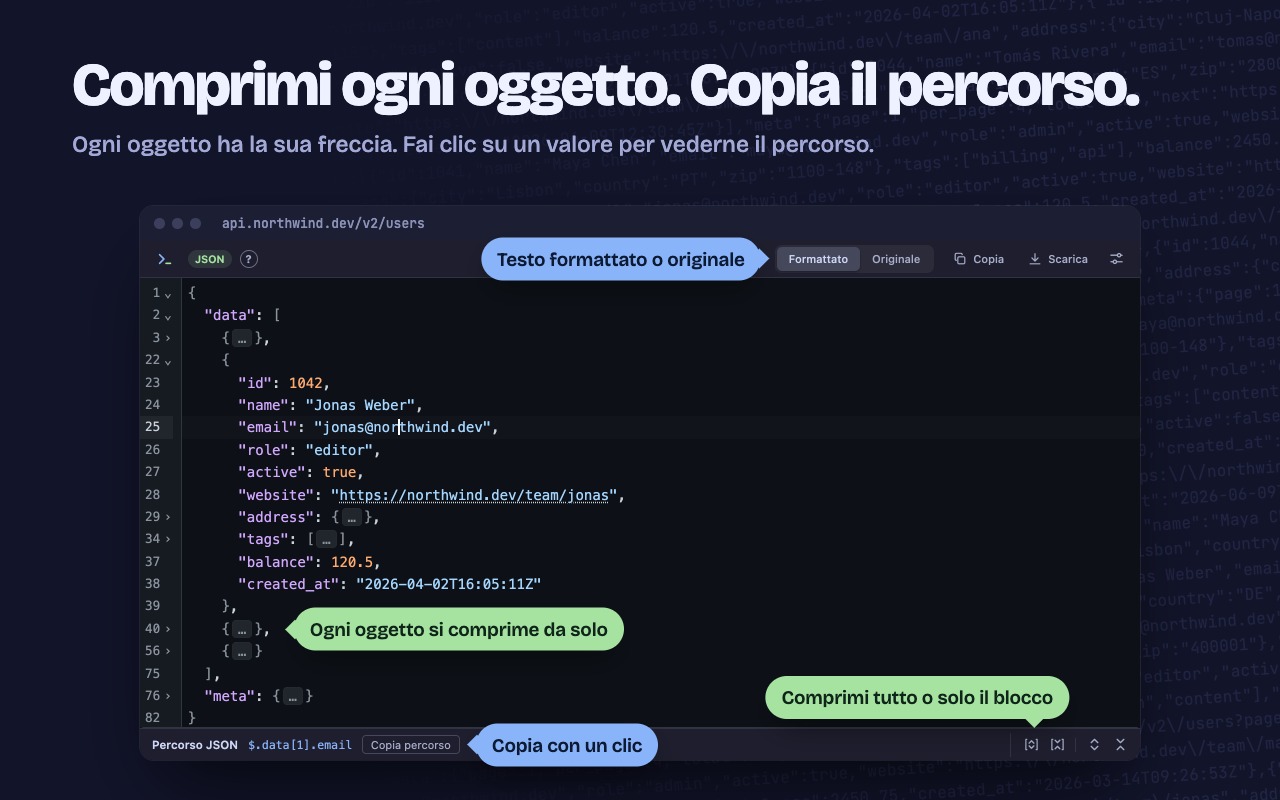 Comprimi ogni oggetto. Copia il percorso.
Ogni oggetto ha la sua freccia. Fai clic su un valore per vederne il percorso.
api.northwind.dev/v2/users
JSON ? Testo formattato o originale Formattato Originale Copia Scarica
1 {
2 "data": [
3 {…},
22 {
23 "id": 1042,
24 "name": "Jonas Weber",
25 "email": "jonas@northwind.dev",
26 "role": "editor",
27 "active": true,
28 "website": "https://northwind.dev/team/jonas",
29 "address": {…},
34 "tags": […],
37 "balance": 120.5,
38 "created_at": "2026-04-02T16:05:11Z"
39 },
40 {…}, Ogni oggetto si comprime da solo
56 {…}
75 ],
76 "meta": {…}
Comprimi tutto o solo il blocco
82 }
Percorso JSON $.data[1].email Copia percorso Copia con un clic